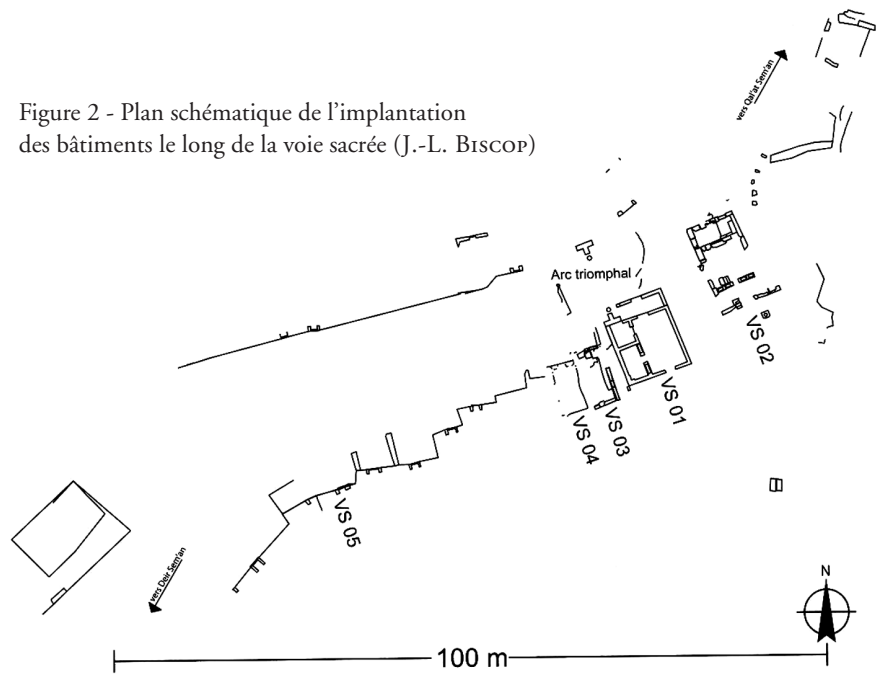 Figure 2 - Plan schématique de l'implantation
des bâtiments le long de la voie sacrée (J.-L. BISCOP)
vers Qal'at Sem'an
Arc triomphal
VS 02
VS 01
VS 03
VS 04
VS 05
vers Deir Sem'an
N
100 m